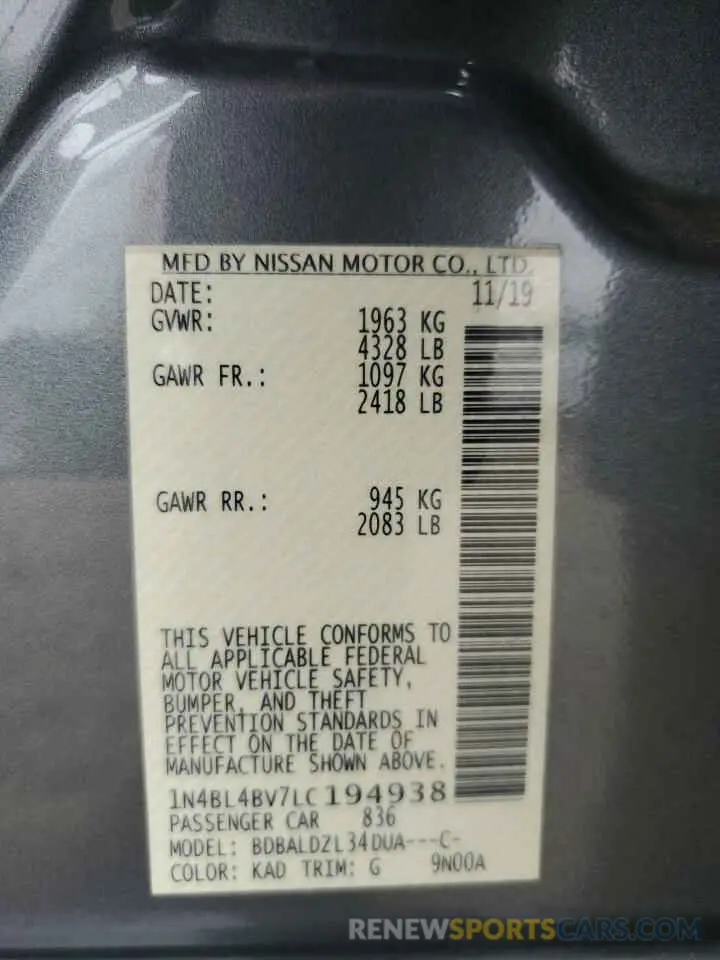 MFD BY NISSAN MOTOR CO., LTD.
DATE: 11/19
GVWR: 1963 KG
4328 LB
GAWR FR.: 1097 KG
2418 LB
GAWR RR.: 945 KG
2083 LB
THIS VEHICLE CONFORMS TO
ALL APPLICABLE FEDERAL
MOTOR VEHICLE SAFETY,
BUMPER, AND THEFT
PREVENTION STANDARDS IN
EFFECT ON THE DATE OF
MANUFACTURE SHOWN ABOVE.
1N4BL4BV7LC194938
PASSENGER CAR 836
MODEL: BDBALDZL34DUA---C-
COLOR: KAD TRIM: G 9N00A
RENEWSPORTSCARS.COM